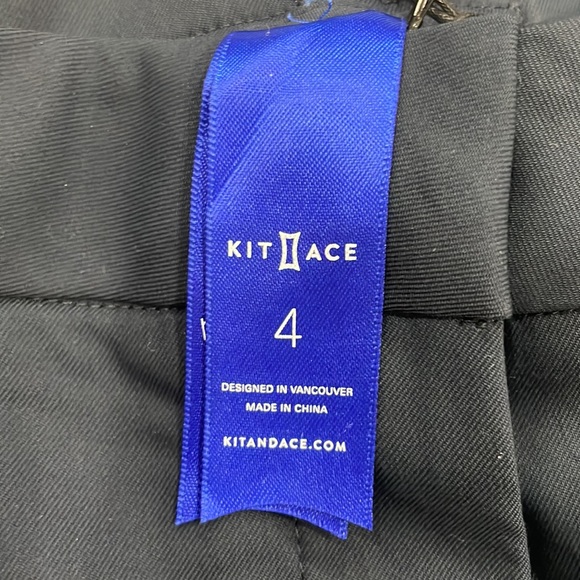 KIT ACE
4
DESIGNED IN VANCOUVER
MADE IN CHINA
KITANDACE.COM